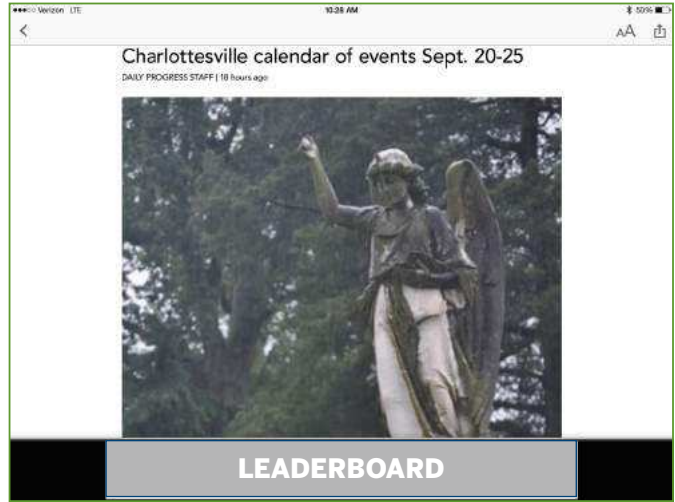 Verizon LTE 10:28 AM 50%
AA
Charlottesville calendar of events Sept. 20-25
DAILY PROGRESS STAFF | 18 hours ago
LEADERBOARD